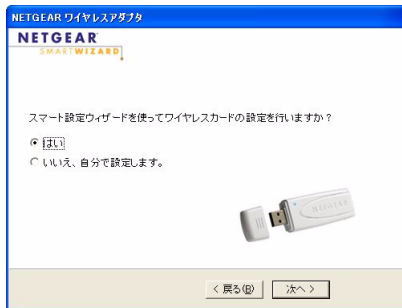 NETGEAR ワイヤレスアダプタ
NETGEAR
SMARTWIZARD
スマート設定ウィザードを使ってワイヤレスカードの設定を行いますか？
はい
いいえ、自分で設定します。
NETGEAR
< 戻る(B)
次へ >